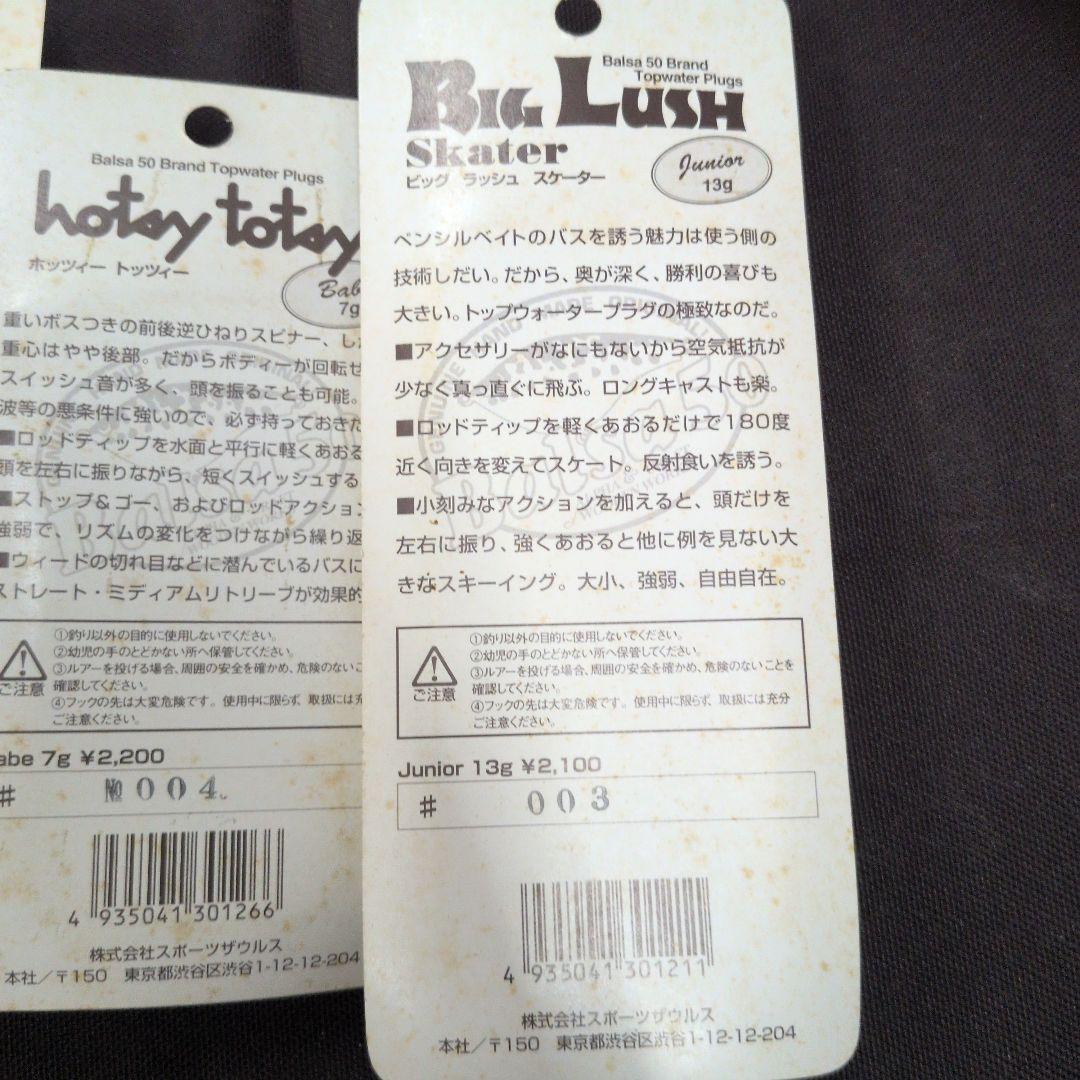 Balsa 50 Brand Topwater Plugs
hotsy totsy
ホッツィー トッツィー
7g
重いボスつきの前後逆ひねりスピナー、し
重心はやや後部。だからボディーが回転せ
スイッシュ音が多く、頭を振ることも可能。
波等の悪条件に強いので、必ず持っておきた
■ロッドティップを水面と平行に軽くあおる
頭を左右に振りながら、短くスイッシュする
■ストップ&ゴー およびロッドアクション
強弱で、リズムの変化をつけながら繰り返
■ウィードの切れ目などに潜んでいるバスに
ストレート・ミディアムリトリーブが効果的
ご注意
①釣り以外の目的に使用しないでください。
②幼児の手のとどかない所へ保管してください。
③ルアーを投げる場合、周囲の安全を確かめ、危険のないこ
確認してください。
④フックの先は大変危険です。使用中に限らず、取扱には充
ご注意ください。
abe 7g ¥2,200
# № 004
4 935041 301266
株式会社スポーツザウルス
本社/〒150 東京都渋谷区渋谷1-12-12-204
Balsa 50 Brand
Topwater Plugs
BIG LUSH
Skater
ビッグ ラッシュ スケーター
Junior
13g
ペンシルベイトのバスを誘う魅力は使う側の
技術しだい。だから、奥が深く、勝利の喜びも
大きい。トップウォータープラグの極致なのだ。
■アクセサリーがなにもないから空気抵抗が
少なく真っ直ぐに飛ぶ。ロングキャストも楽。
■ロッドティップを軽くあおるだけで180度
近く向きを変えてスケート。反射食いを誘う。
■小刻みなアクションを加えると、頭だけを
左右に振り、強くあおると他に例を見ない大
きなスキーイング。大小、強弱、自由自在。
ご注意
①釣り以外の目的に使用しないでください。
②幼児の手のとどかない所へ保管してください。
③ルアーを投げる場合、周囲の安全を確かめ、危険のないことを
確認してください。
④フックの先は大変危険です。使用中に限らず、取扱には充分
ご注意ください。
Junior 13g ¥2,100
# 003
4 935041 301211
株式会社スポーツザウルス
本社/〒150 東京都渋谷区渋谷1-12-12-204